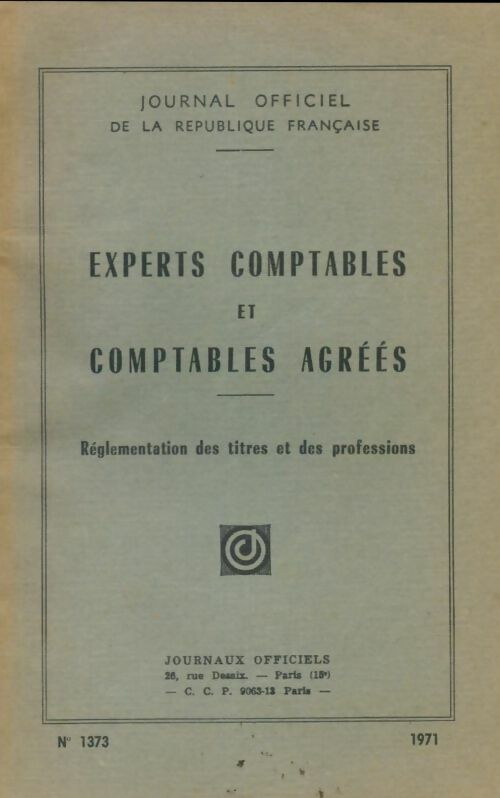 JOURNAL OFFICIEL
DE LA REPUBLIQUE FRANÇAISE
EXPERTS COMPTABLES
ET
COMPTABLES AGRÉÉS
Réglementation des titres et des professions
JOURNAUX OFFICIELS
26, rue Desaix. — Paris (15e)
— C. C. P. 9063-13 Paris —
N° 1373
1971